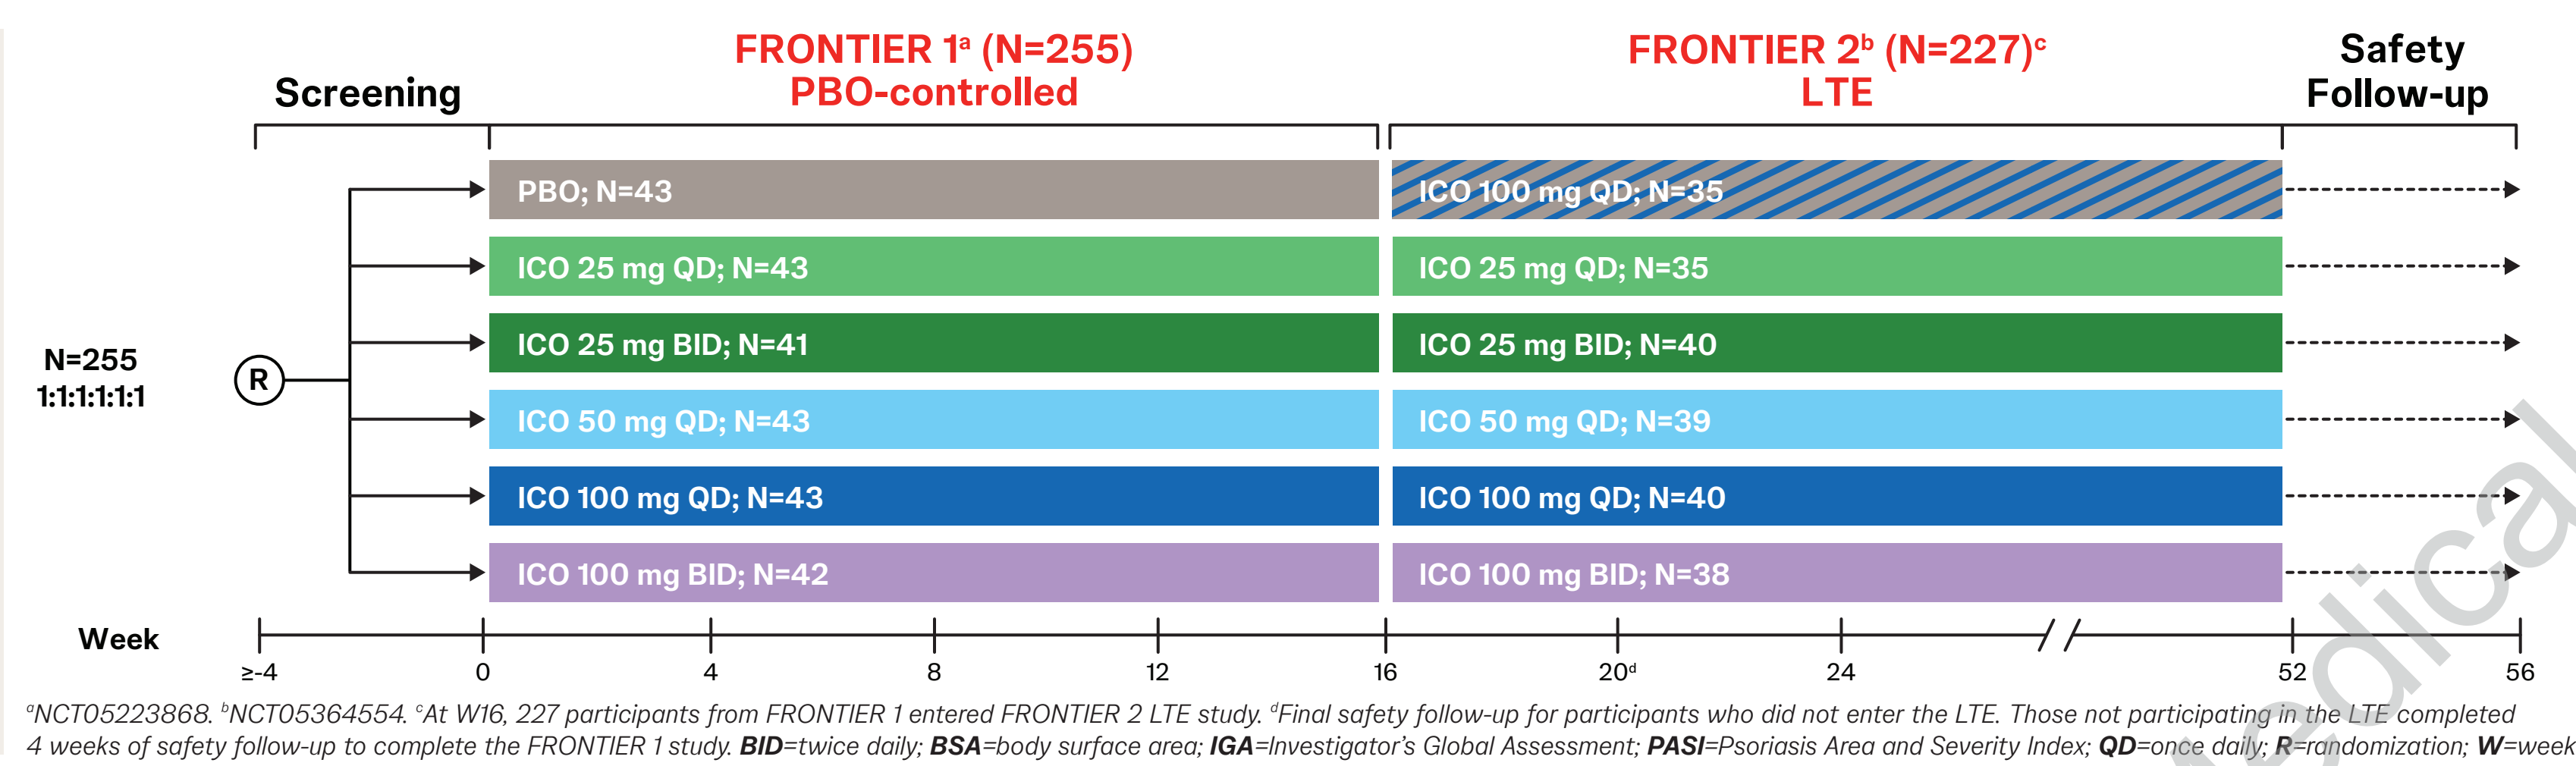 Screening
FRONTIER 1ᵃ (N=255)
PBO-controlled
FRONTIER 2ᵇ (N=227)ᶜ
LTE
Safety
Follow-up
PBO; N=43
ICO 100 mg QD; N=35
ICO 25 mg QD; N=43
ICO 25 mg QD; N=35
ICO 25 mg BID; N=41
ICO 25 mg BID; N=40
N=255
1:1:1:1:1:1
R
ICO 50 mg QD; N=43
ICO 50 mg QD; N=39
ICO 100 mg QD; N=43
ICO 100 mg QD; N=40
ICO 100 mg BID; N=42
ICO 100 mg BID; N=38
Week
≥-4 0 4 8 12 16 20ᵈ 24 52 56
ᵃNCT05223868. ᵇNCT05364554. ᶜAt W16, 227 participants from FRONTIER 1 entered FRONTIER 2 LTE study. ᵈFinal safety follow-up for participants who did not enter the LTE. Those not participating in the LTE completed
4 weeks of safety follow-up to complete the FRONTIER 1 study. BID=twice daily; BSA=body surface area; IGA=Investigator’s Global Assessment; PASI=Psoriasis Area and Severity Index; QD=once daily; R=randomization; W=week
Medical